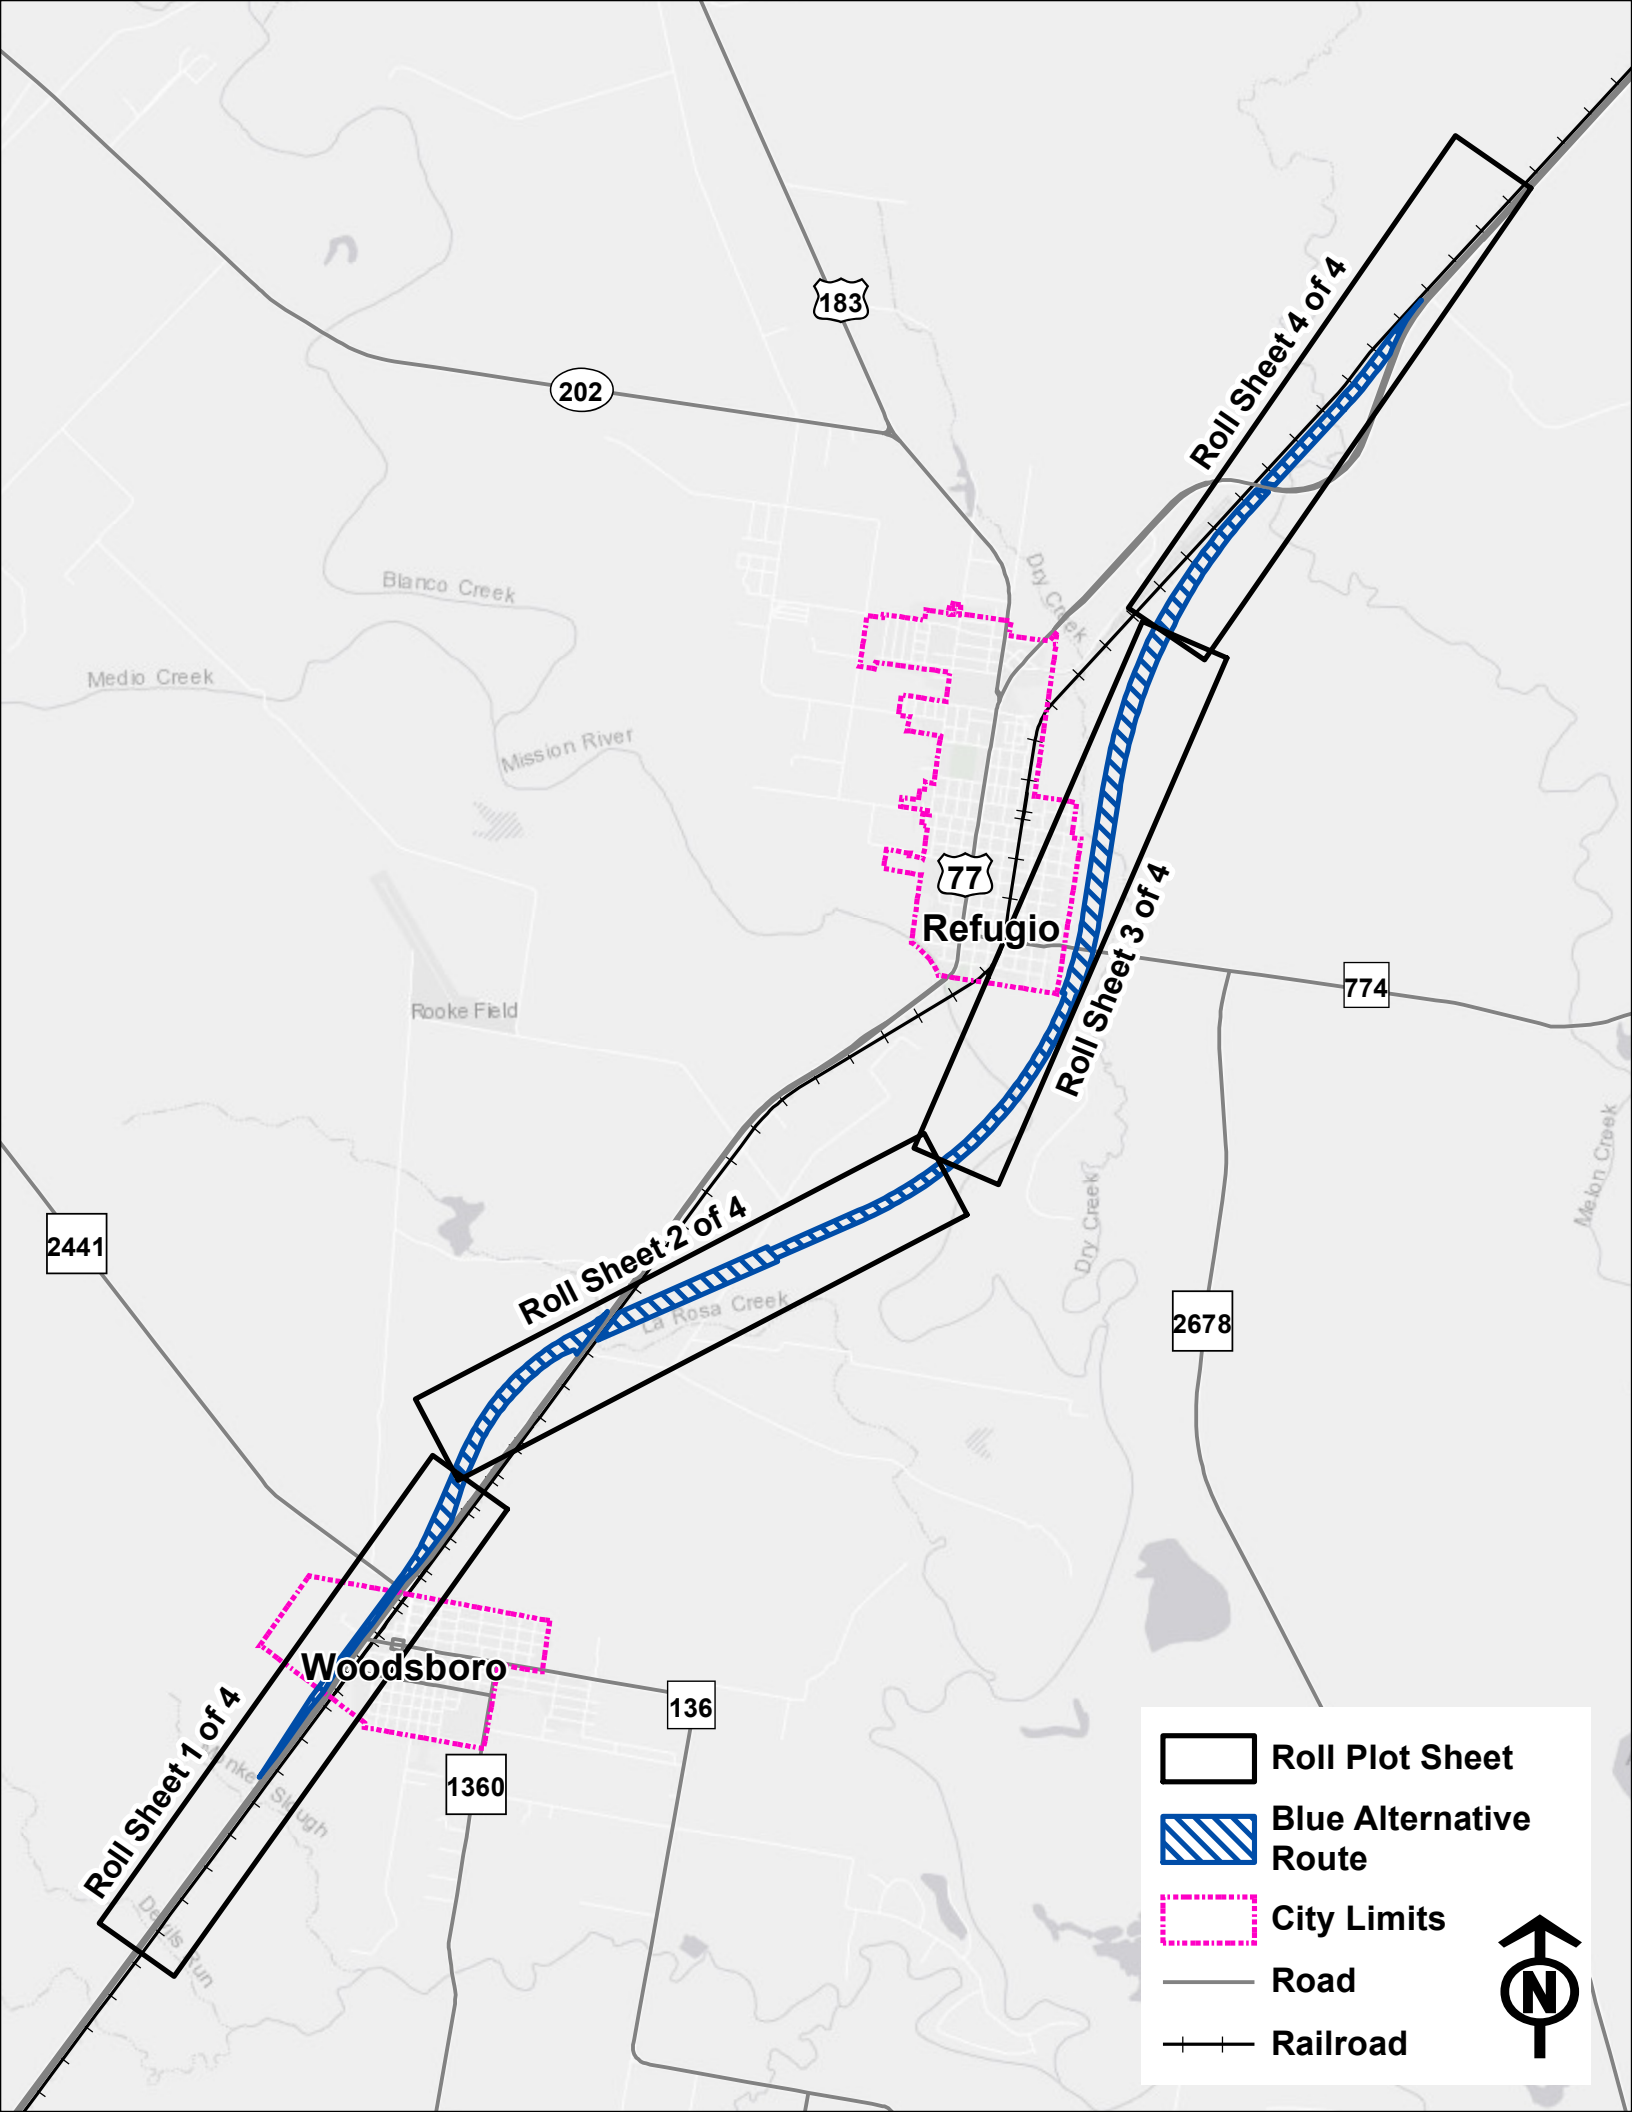 Roll Sheet 4 of 4
183
202
Blanco Creek
Dry Creek
Medio Creek
Mission River
77
Refugio
Roll Sheet 3 of 4
774
Rooke Field
Melon Creek
Dry Creek
2441
Roll Sheet 2 of 4
La Rosa Creek
2678
Woodsboro
136
Roll Sheet 1 of 4
1360
Slough
Devils Run
Roll Plot Sheet
Blue Alternative
Route
City Limits
Road
Railroad
N